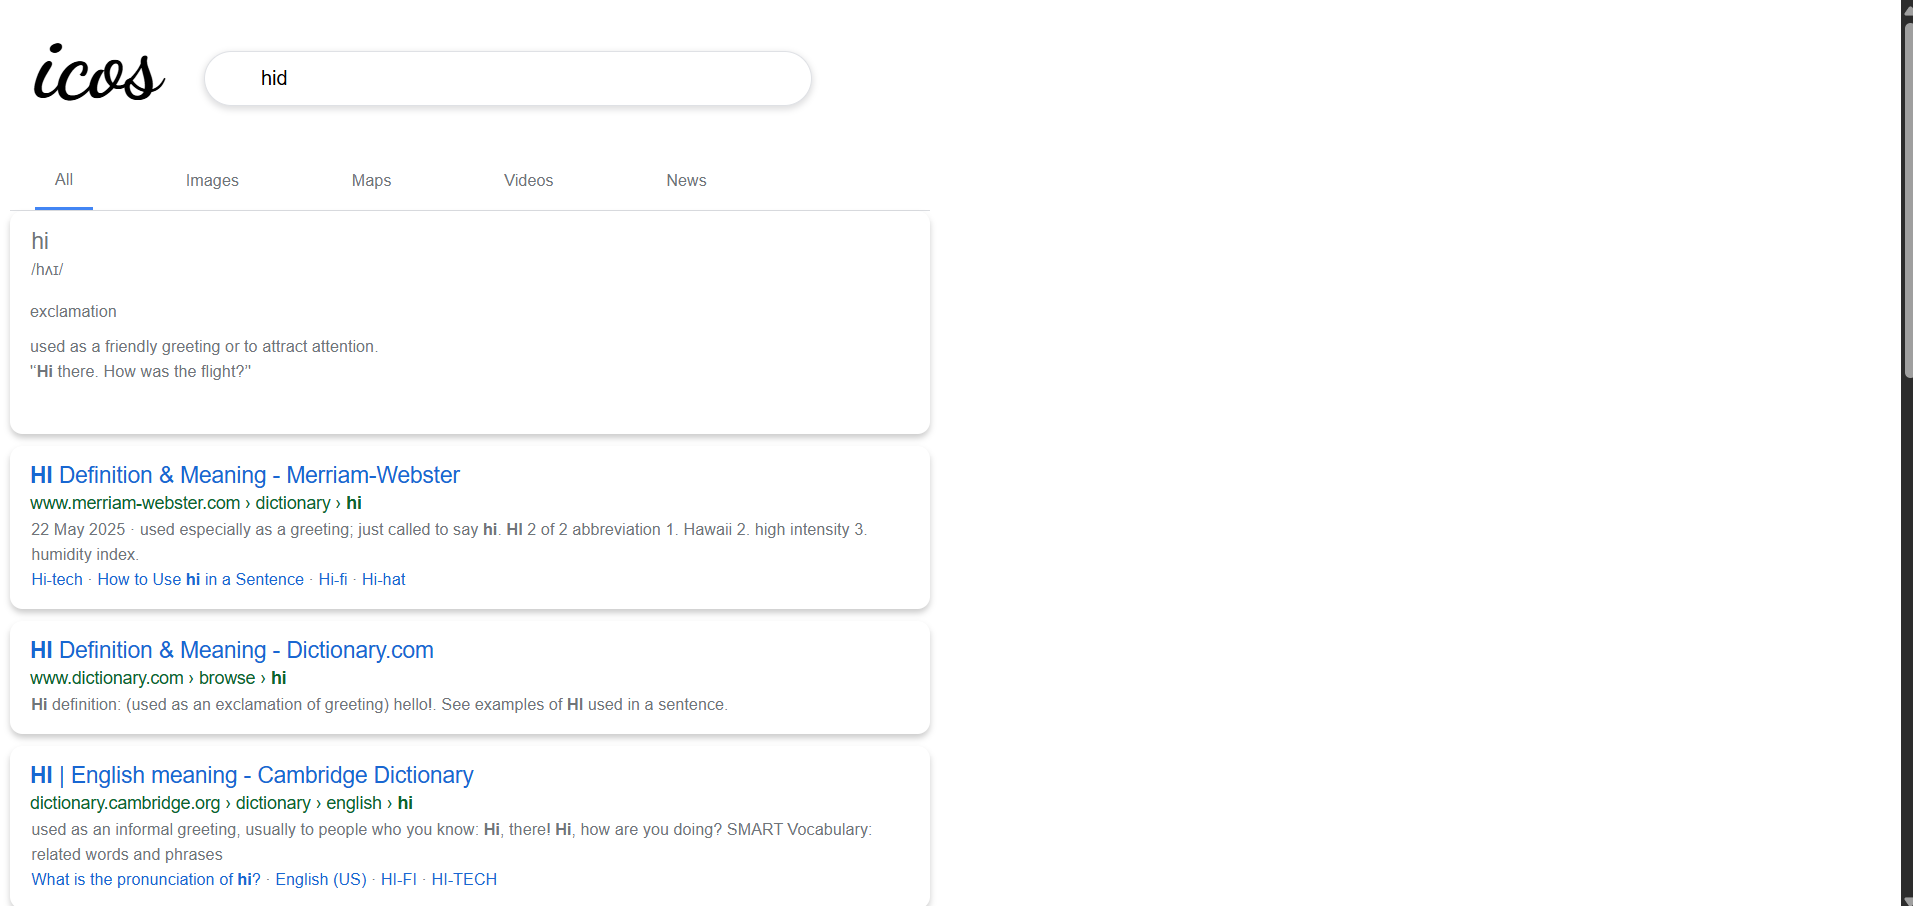 icos
hid
All Images Maps Videos News
hi
/hʌɪ/
exclamation
used as a friendly greeting or to attract attention.
"Hi there. How was the flight?"
HI Definition & Meaning - Merriam-Webster
www.merriam-webster.com › dictionary › hi
22 May 2025 · used especially as a greeting; just called to say hi. HI 2 of 2 abbreviation 1. Hawaii 2. high intensity 3.
humidity index.
Hi-tech · How to Use hi in a Sentence · Hi-fi · Hi-hat
HI Definition & Meaning - Dictionary.com
www.dictionary.com › browse › hi
Hi definition: (used as an exclamation of greeting) hello!. See examples of HI used in a sentence.
HI | English meaning - Cambridge Dictionary
dictionary.cambridge.org › dictionary › english › hi
used as an informal greeting, usually to people who you know: Hi, there! Hi, how are you doing? SMART Vocabulary:
related words and phrases
What is the pronunciation of hi? · English (US) · HI-FI · HI-TECH